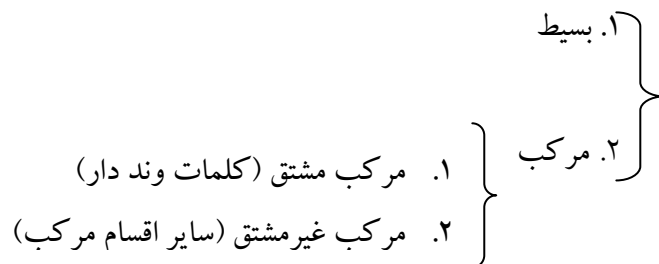 ۱. بسیط
۲. مرکب
۱. مرکب مشتق (کلمات وند دار)
۲. مرکب غیرمشتق (سایر اقسام مرکب)